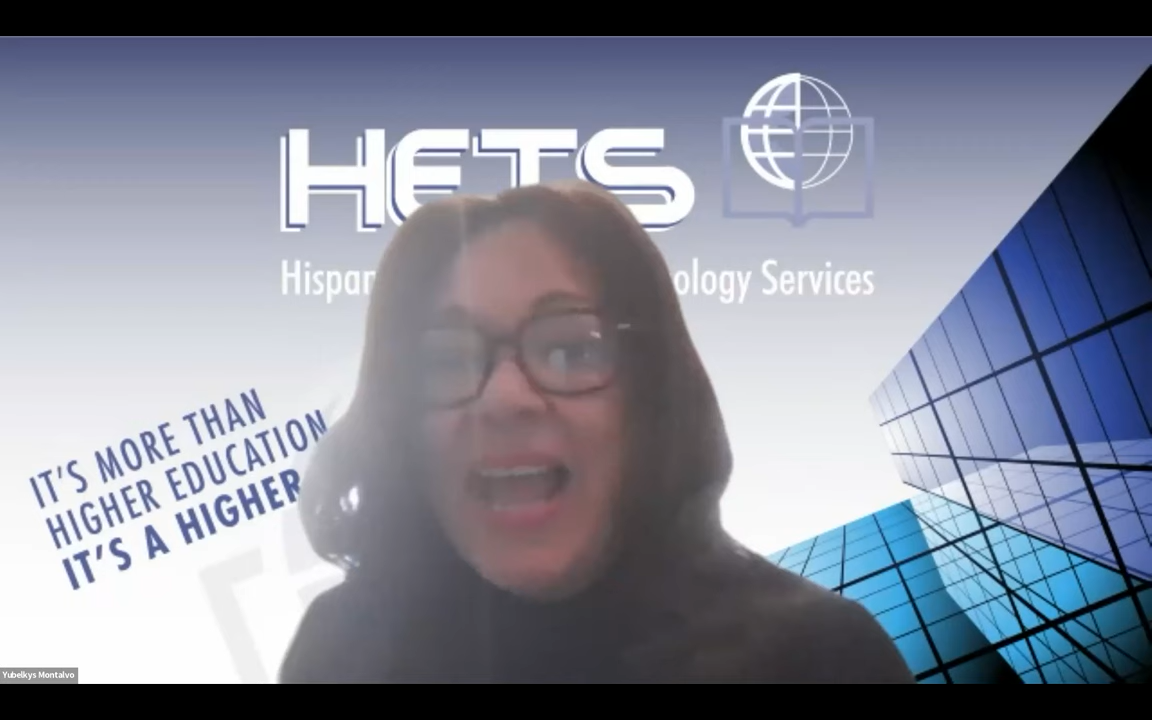 HETS
Hispan ology Services
IT'S MORE THAN
HIGHER EDUCATION
IT'S A HIGHER
Yubelkys Montalvo